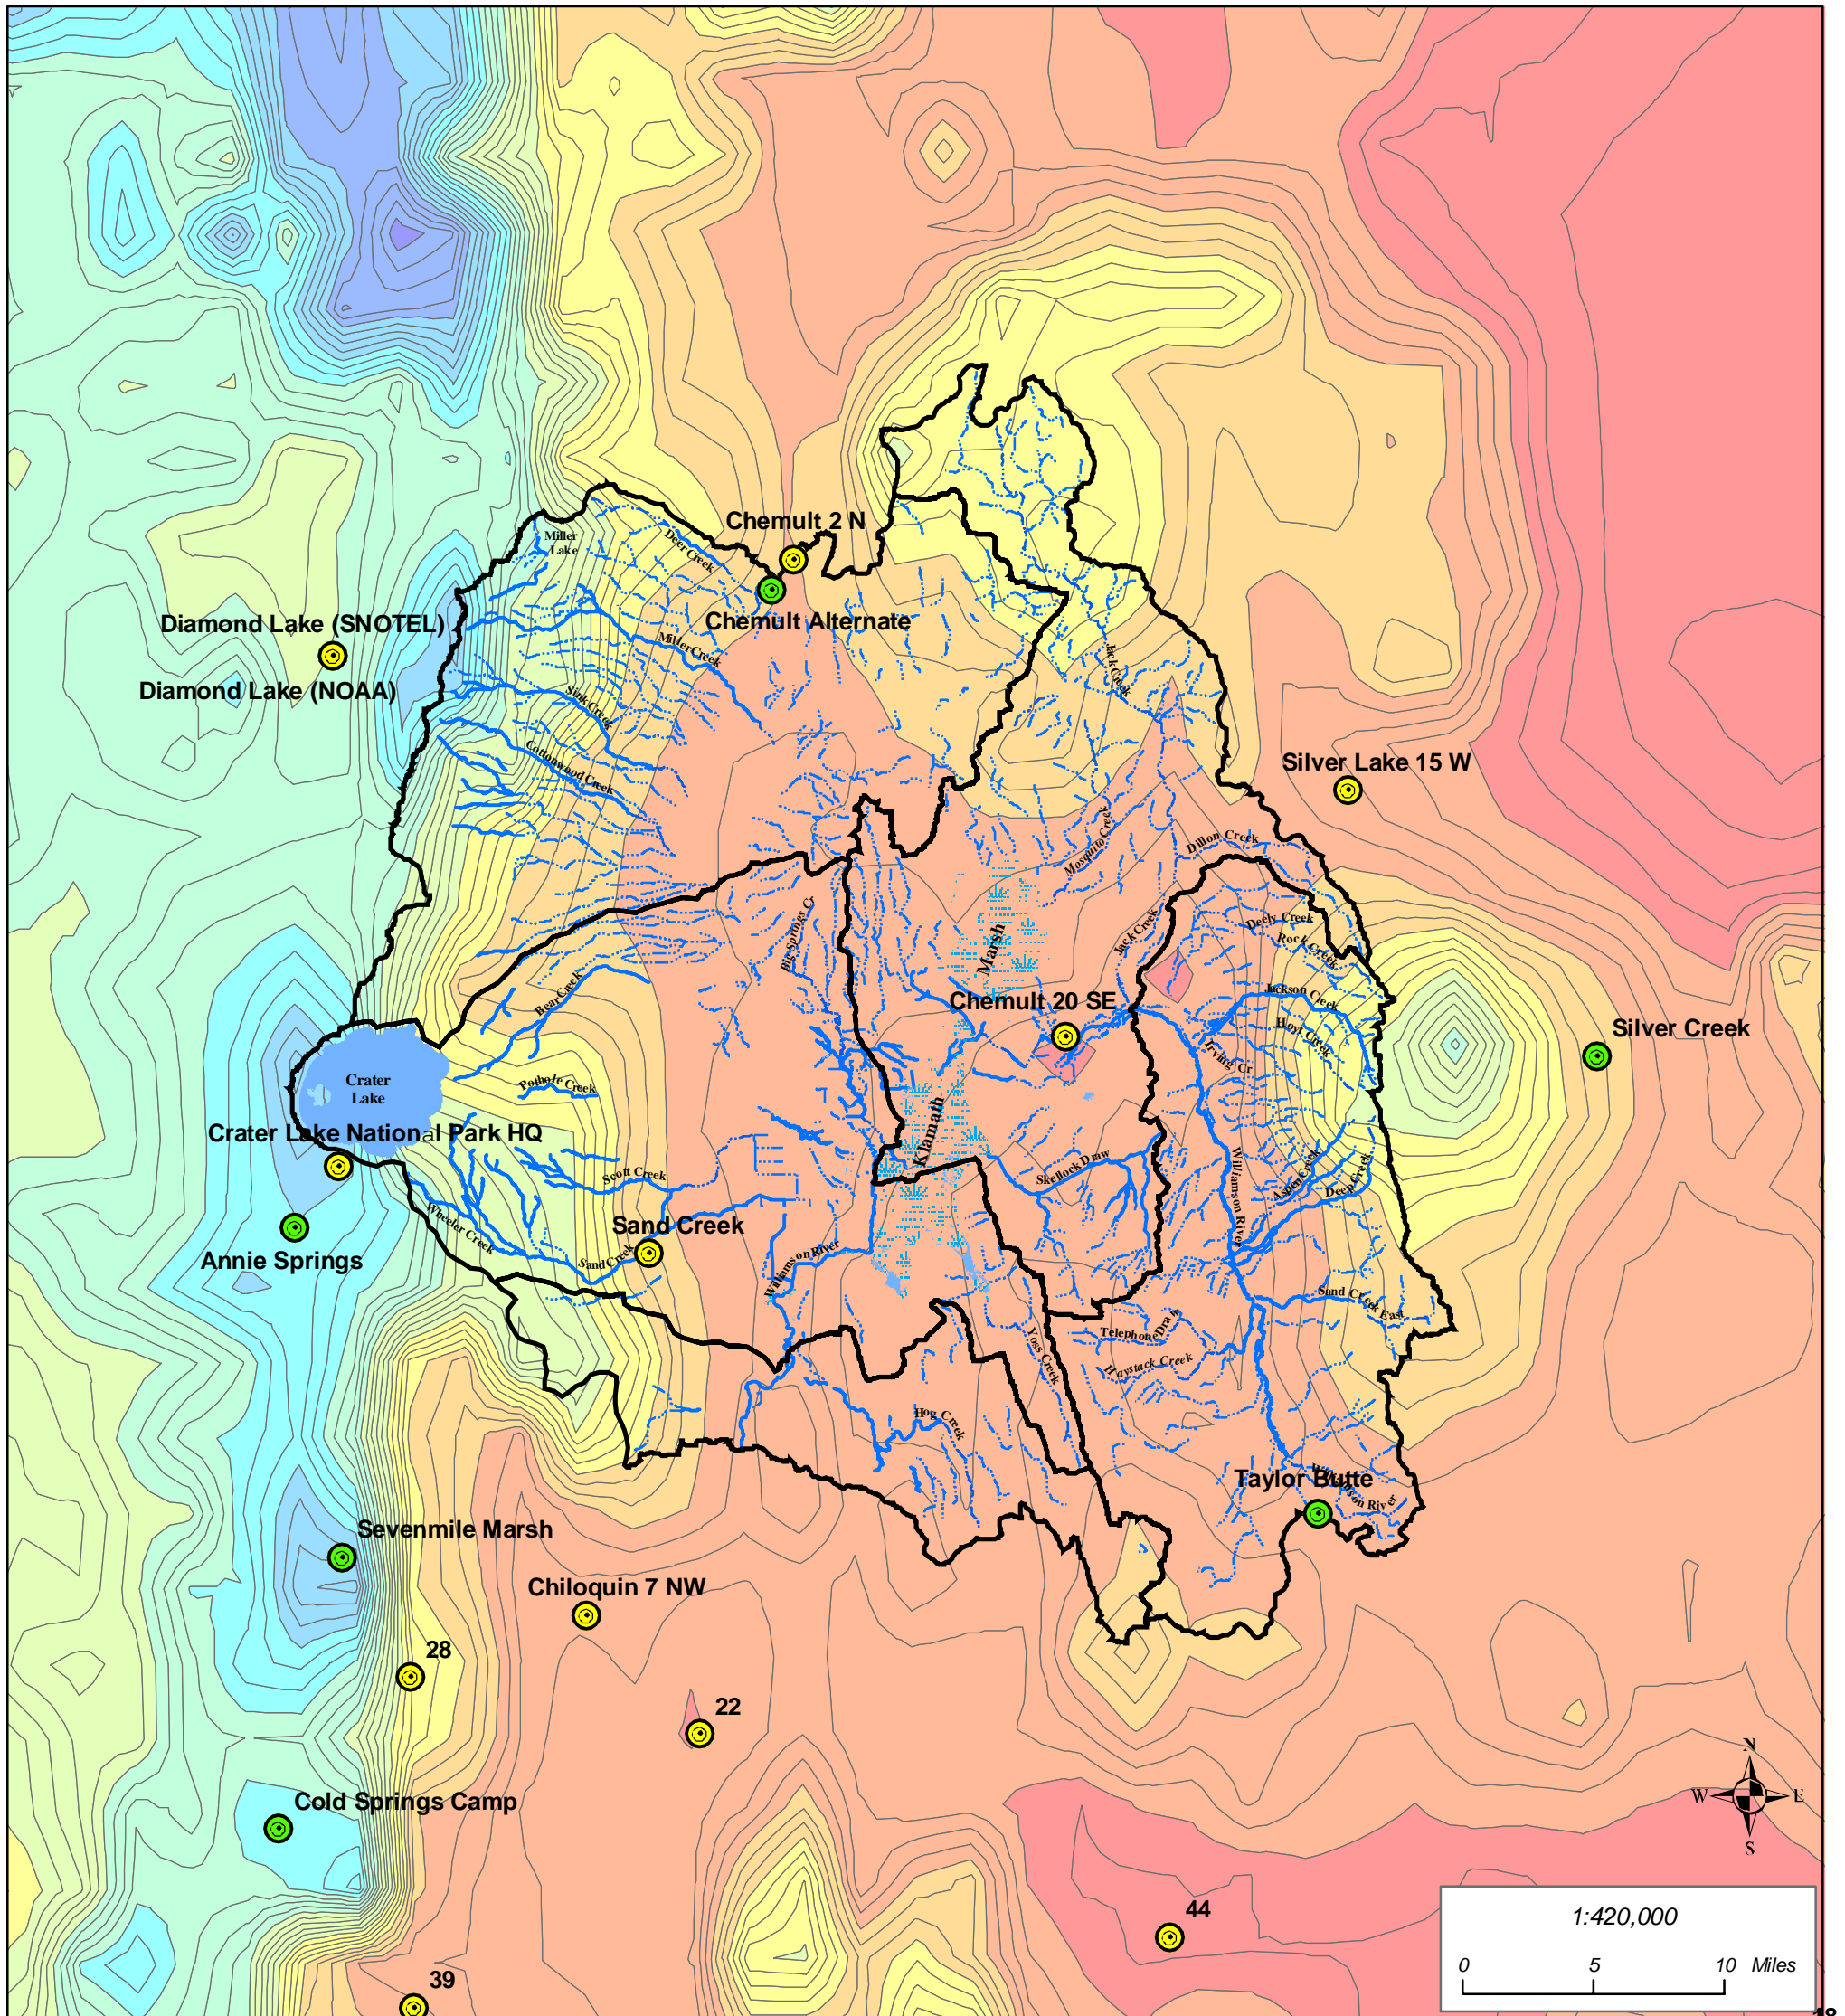 Chemult 2 N
Miller
Lake
Deer Creek
Chemult Alternate
Diamond Lake (SNOTEL)
Miller Creek
Diamond Lake (NOAA)
Jack Creek
Sink Creek
Cottonwood Creek
Silver Lake 15 W
Mosquito Creek
Dillon Creek
Big Springs Cr
Marsh
Jack Creek
Deely Creek
Rock Creek
Bear Creek
Jackson Creek
Chemult 20 SE
Hoyt Creek
Silver Creek
Irving Cr
Crater
Lake
Pothole Creek
Klamath
Crater Lake National Park HQ
Scott Creek
Skellock Draw
Williamson River
Aspen Creek
Deep Creek
Wheeler Creek
Sand Creek
Annie Springs
Sand Creek
Williamson River
Sand Creek East
Telephone Draw
Yoss Creek
Haystack Creek
Hog Creek
Taylor Butte
Williamson River
Sevenmile Marsh
Chiloquin 7 NW
28
22
N
W E
S
Cold Springs Camp
44
1:420,000
0 5 10 Miles
39